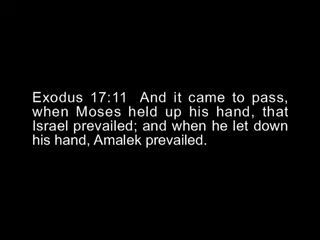 Exodus 17:11  And it came to pass,
when Moses held up his hand, that
Israel prevailed; and when he let down
his hand, Amalek prevailed.